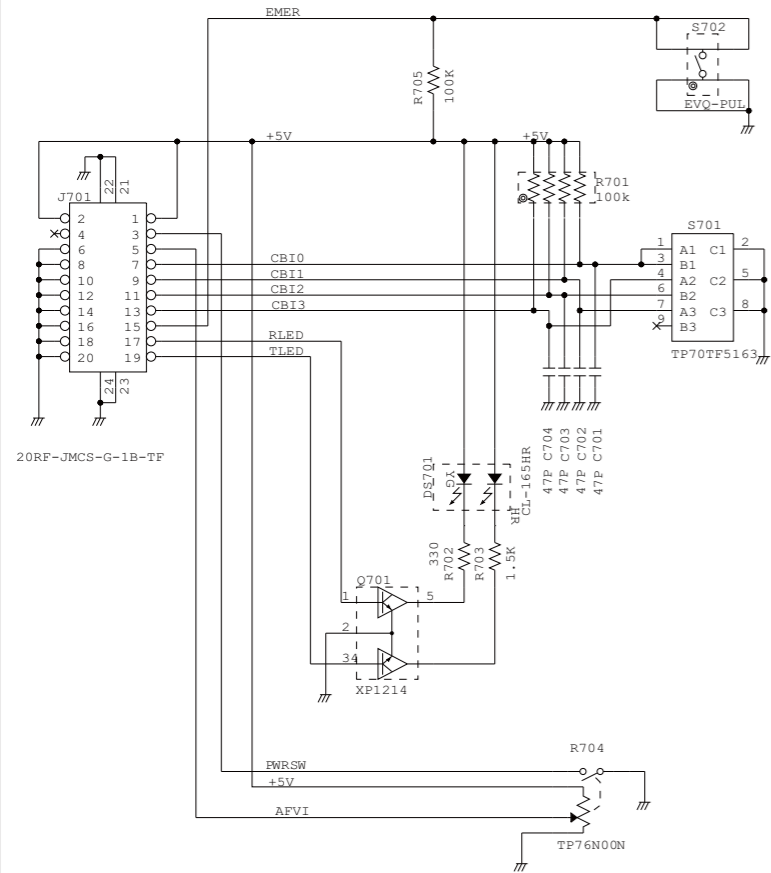 EMER
S702
R705
100K
EVQ-PUL
+5V
+5V
22
21
J701
R701
100k
S701
2
1
4
3
6
5
8
7
10
9
12
11
14
13
16
15
18
17
20
19
24
23
CBI0
CBI1
CBI2
CBI3
RLED
TLED
1
A1
C1
2
3
B1
4
A2
C2
5
6
B2
7
A3
C3
8
9
B3
TP70TF5163
20RF-JMCS-G-1B-TF
47P C704
47P C703
47P C702
47P C701
DS701
YG
HR
CL-165HR
330
R702
R703
1.5K
Q701
1
5
2
34
XP1214
R704
PWRSW
+5V
AFVI
TP76N00N